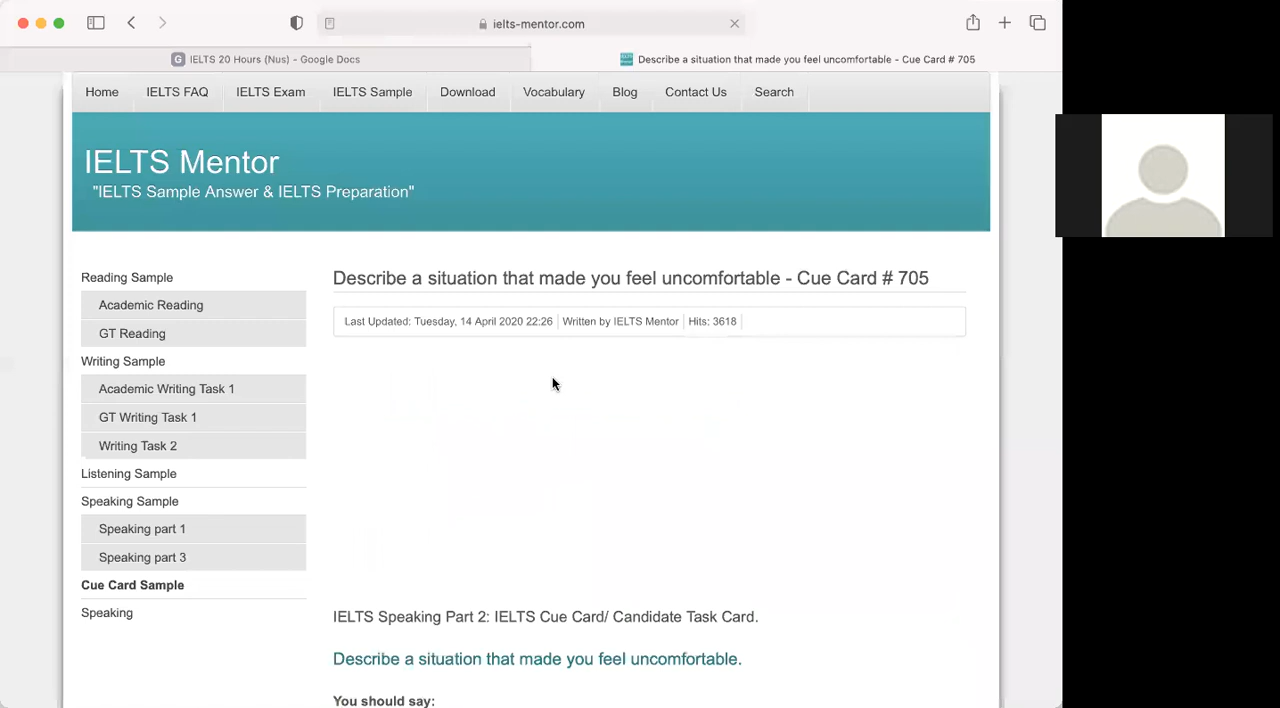 ielts-mentor.com
IELTS 20 Hours (Nus) - Google Docs
Describe a situation that made you feel uncomfortable - Cue Card # 705
Home IELTS FAQ IELTS Exam IELTS Sample Download Vocabulary Blog Contact Us Search
IELTS Mentor
"IELTS Sample Answer & IELTS Preparation"
Reading Sample
Academic Reading
GT Reading
Writing Sample
Academic Writing Task 1
GT Writing Task 1
Writing Task 2
Listening Sample
Speaking Sample
Speaking part 1
Speaking part 3
Cue Card Sample
Speaking
Describe a situation that made you feel uncomfortable - Cue Card # 705
Last Updated: Tuesday, 14 April 2020 22:26 Written by IELTS Mentor Hits: 3618
IELTS Speaking Part 2: IELTS Cue Card/ Candidate Task Card.
Describe a situation that made you feel uncomfortable.
You should say: